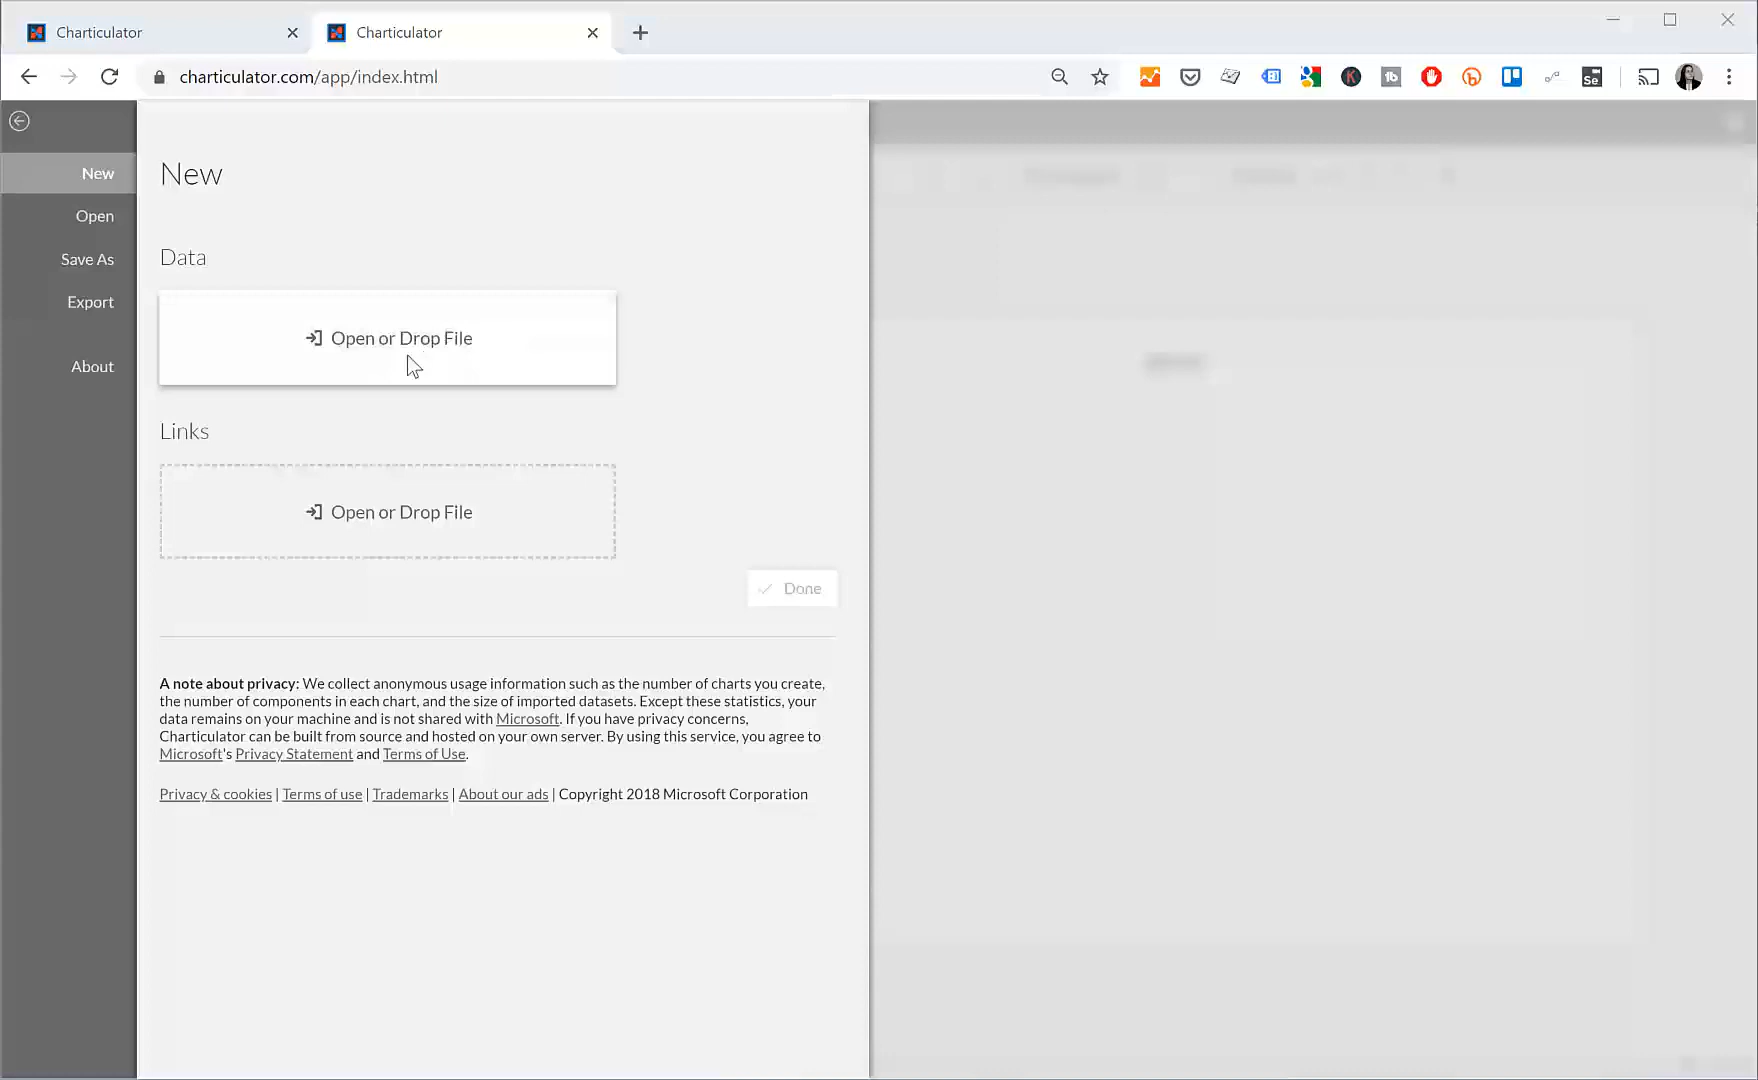 Charticulator
Charticulator
charticulator.com/app/index.html
New
Open
Save As
Export
About
New
Data
Open or Drop File
Links
Open or Drop File
Done
A note about privacy: We collect anonymous usage information such as the number of charts you create,
the number of components in each chart, and the size of imported datasets. Except these statistics, your
data remains on your machine and is not shared with Microsoft. If you have privacy concerns,
Charticulator can be built from source and hosted on your own server. By using this service, you agree to
Microsoft's Privacy Statement and Terms of Use.
Privacy & cookies | Terms of use | Trademarks | About our ads | Copyright 2018 Microsoft Corporation